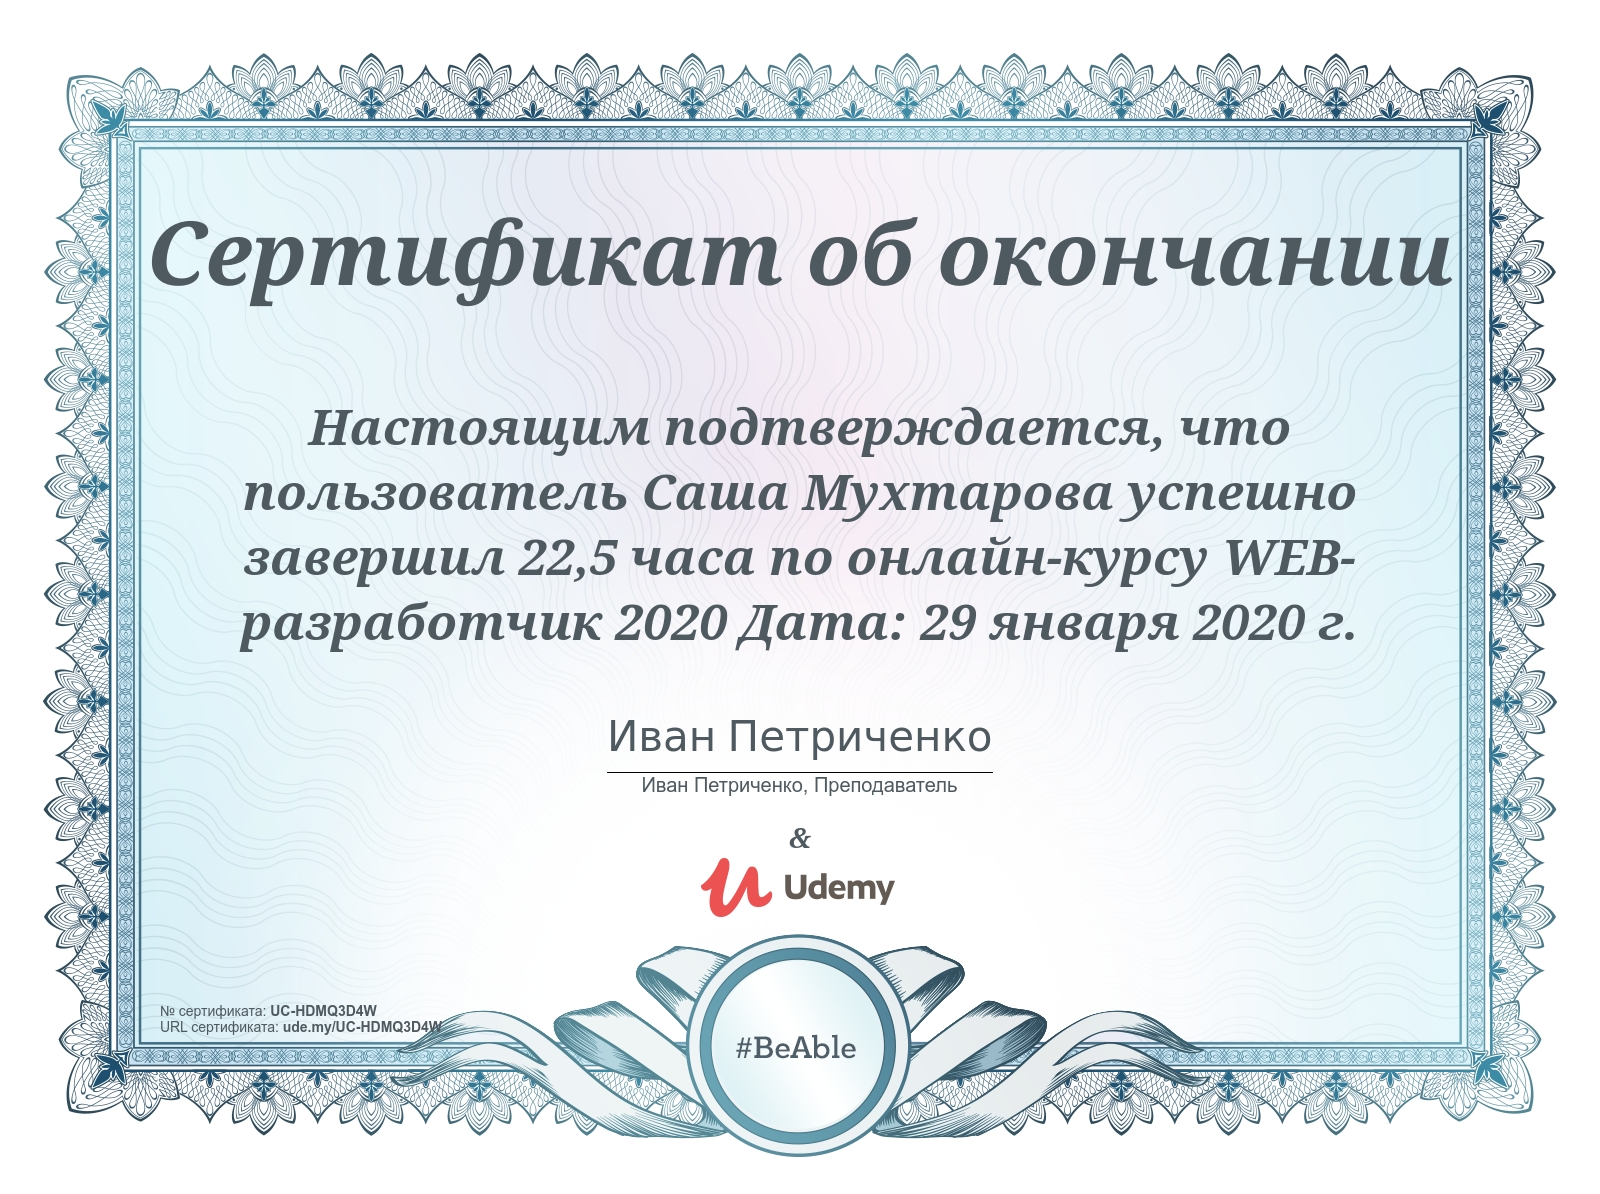 Сертификат об окончании
Настоящим подтверждается, что
пользователь Саша Мухтарова успешно
завершил 22,5 часа по онлайн-курсу WEB-
разработчик 2020 Дата: 29 января 2020 г.
Иван Петриченко
Иван Петриченко, Преподаватель
&
Udemy
№ сертификата: UC-HDMQ3D4W
URL сертификата: ude.my/UC-HDMQ3D4W
#BeAble